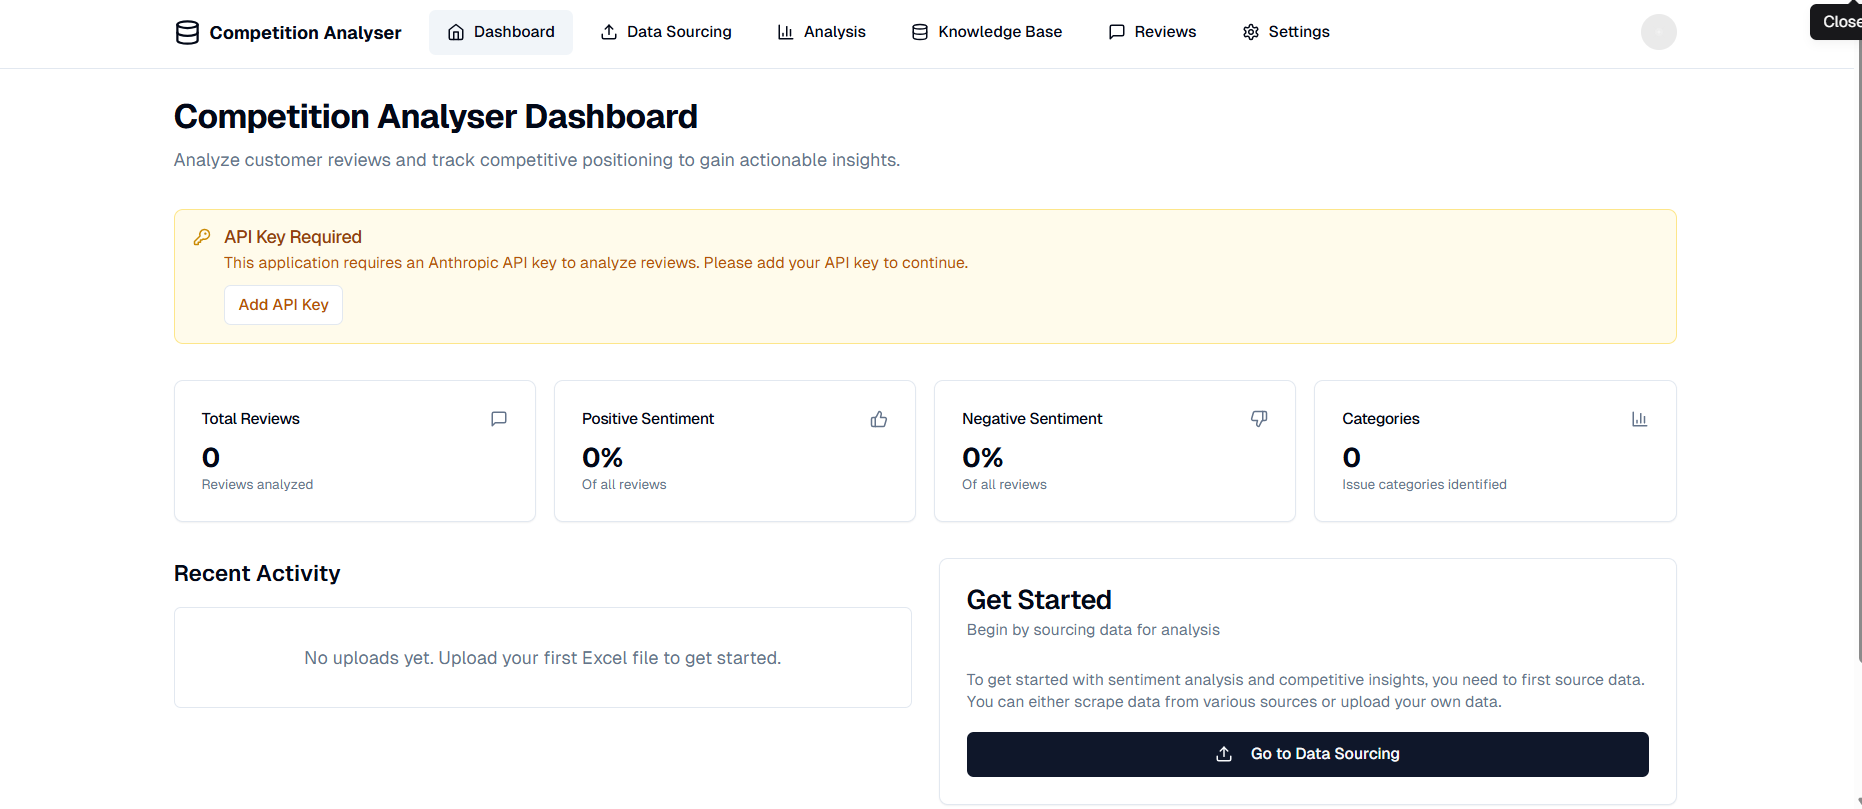 Competition Analyser
Dashboard
Data Sourcing
Analysis
Knowledge Base
Reviews
Settings
Close
Competition Analyser Dashboard
Analyze customer reviews and track competitive positioning to gain actionable insights.
API Key Required
This application requires an Anthropic API key to analyze reviews. Please add your API key to continue.
Add API Key
Total Reviews
0
Reviews analyzed
Positive Sentiment
0%
Of all reviews
Negative Sentiment
0%
Of all reviews
Categories
0
Issue categories identified
Recent Activity
No uploads yet. Upload your first Excel file to get started.
Get Started
Begin by sourcing data for analysis
To get started with sentiment analysis and competitive insights, you need to first source data.
You can either scrape data from various sources or upload your own data.
Go to Data Sourcing